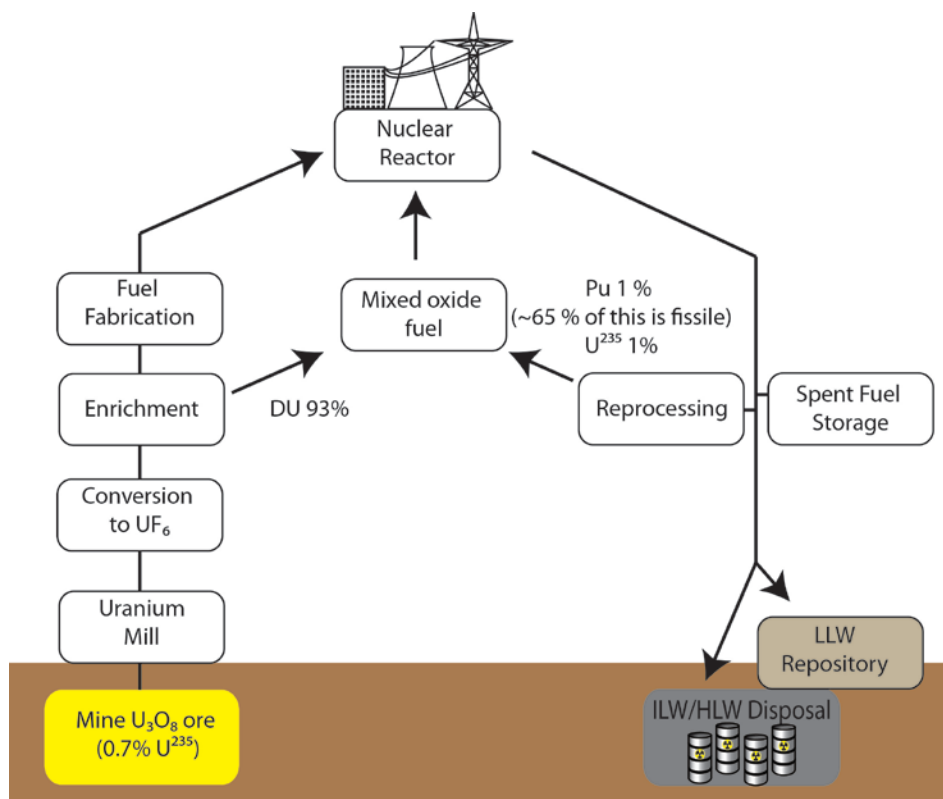 Nuclear
Reactor
Fuel
Fabrication
Mixed oxide
fuel
Pu 1 %
(~65 % of this is fissile)
U²³⁵ 1%
Enrichment
DU 93%
Reprocessing
Spent Fuel
Storage
Conversion
to UF₆
Uranium
Mill
LLW
Repository
Mine U₃O₈ ore
(0.7% U²³⁵)
ILW/HLW Disposal